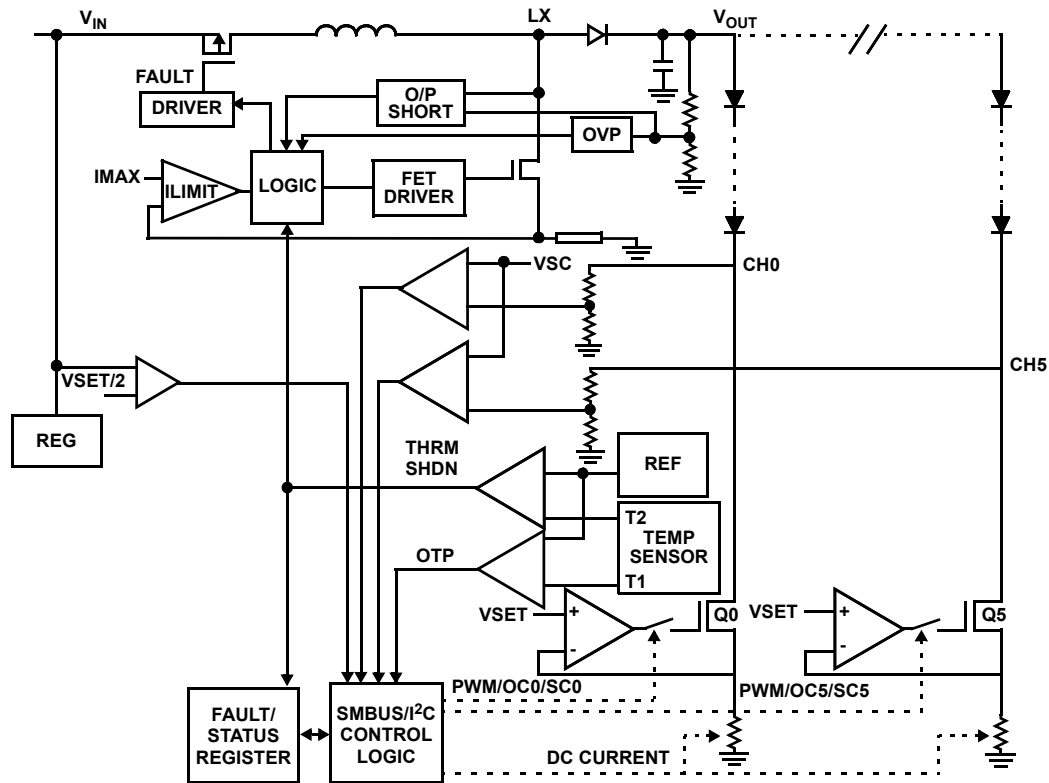 VIN
LX
VOUT
FAULT
DRIVER
O/P
SHORT
OVP
IMAX
ILIMIT
LOGIC
FET
DRIVER
VSC
CH0
VSET/2
CH5
REG
THRM
SHDN
REF
T2
TEMP
SENSOR
OTP
T1
VSET
+
-
Q0
VSET
+
-
Q5
PWM/OC0/SC0
PWM/OC5/SC5
FAULT/
STATUS
REGISTER
SMBUS/I²C
CONTROL
LOGIC
DC CURRENT